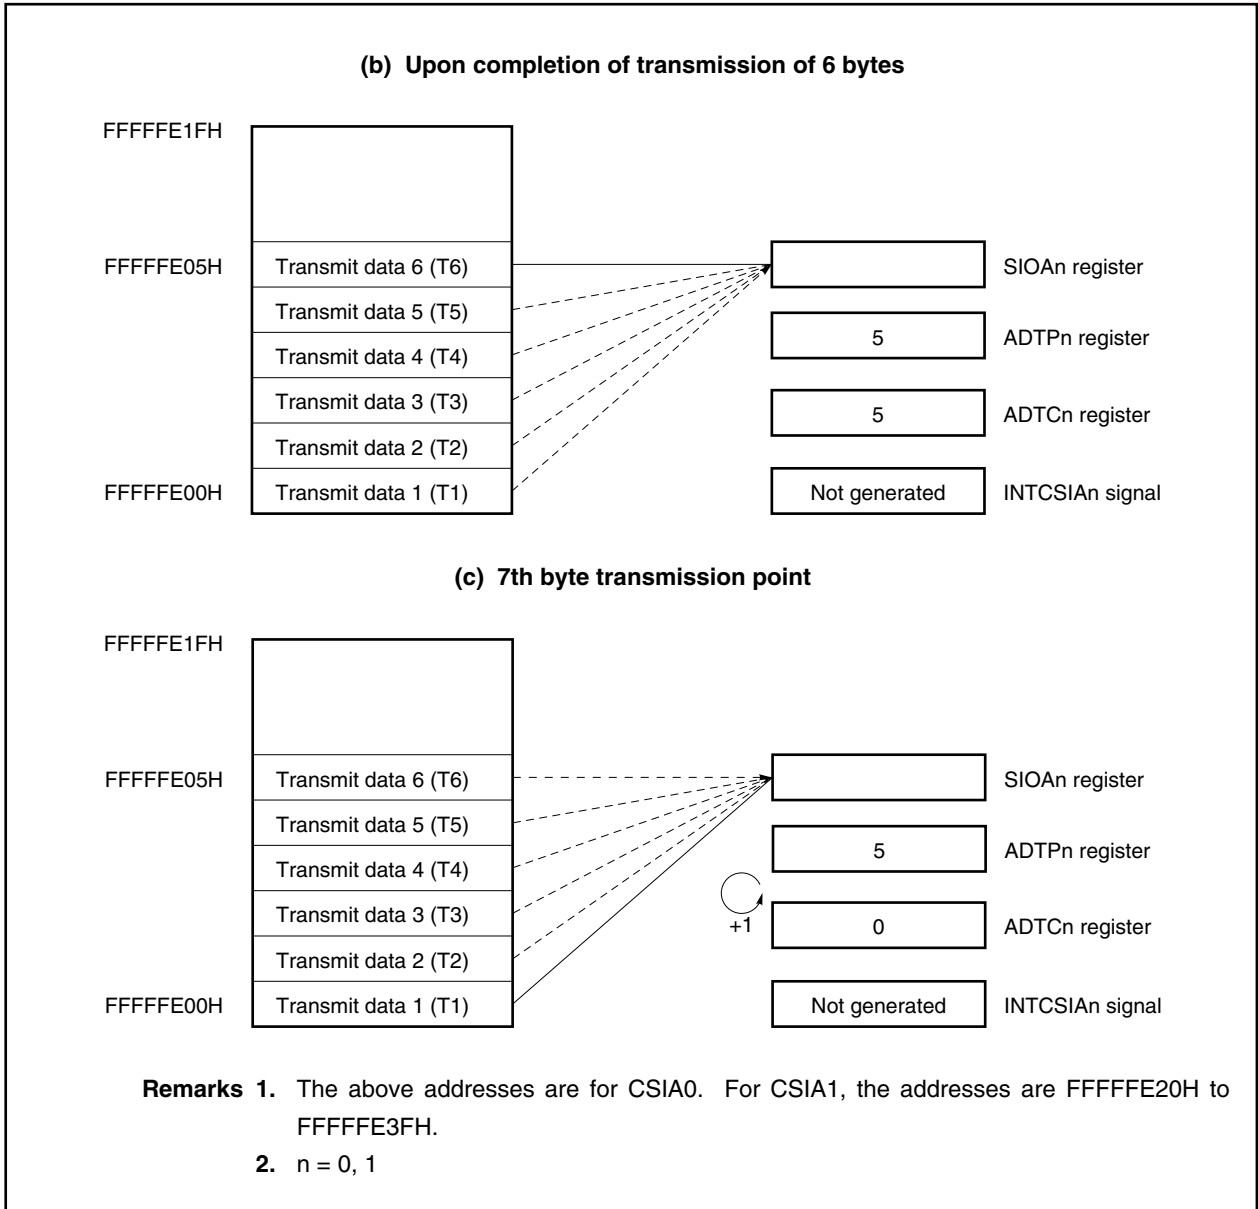 (b) Upon completion of transmission of 6 bytes
FFFFFE1FH
FFFFFE05H Transmit data 6 (T6) SIOAn register
Transmit data 5 (T5)
5 ADTPn register
Transmit data 4 (T4)
Transmit data 3 (T3)
5 ADTCn register
Transmit data 2 (T2)
FFFFFE00H Transmit data 1 (T1) Not generated INTCSIAn signal
(c) 7th byte transmission point
FFFFFE1FH
FFFFFE05H Transmit data 6 (T6) SIOAn register
Transmit data 5 (T5)
5 ADTPn register
Transmit data 4 (T4)
Transmit data 3 (T3)
+1 0 ADTCn register
Transmit data 2 (T2)
FFFFFE00H Transmit data 1 (T1) Not generated INTCSIAn signal
Remarks 1. The above addresses are for CSIA0. For CSIA1, the addresses are FFFFFE20H to
FFFFFE3FH.
2. n = 0, 1